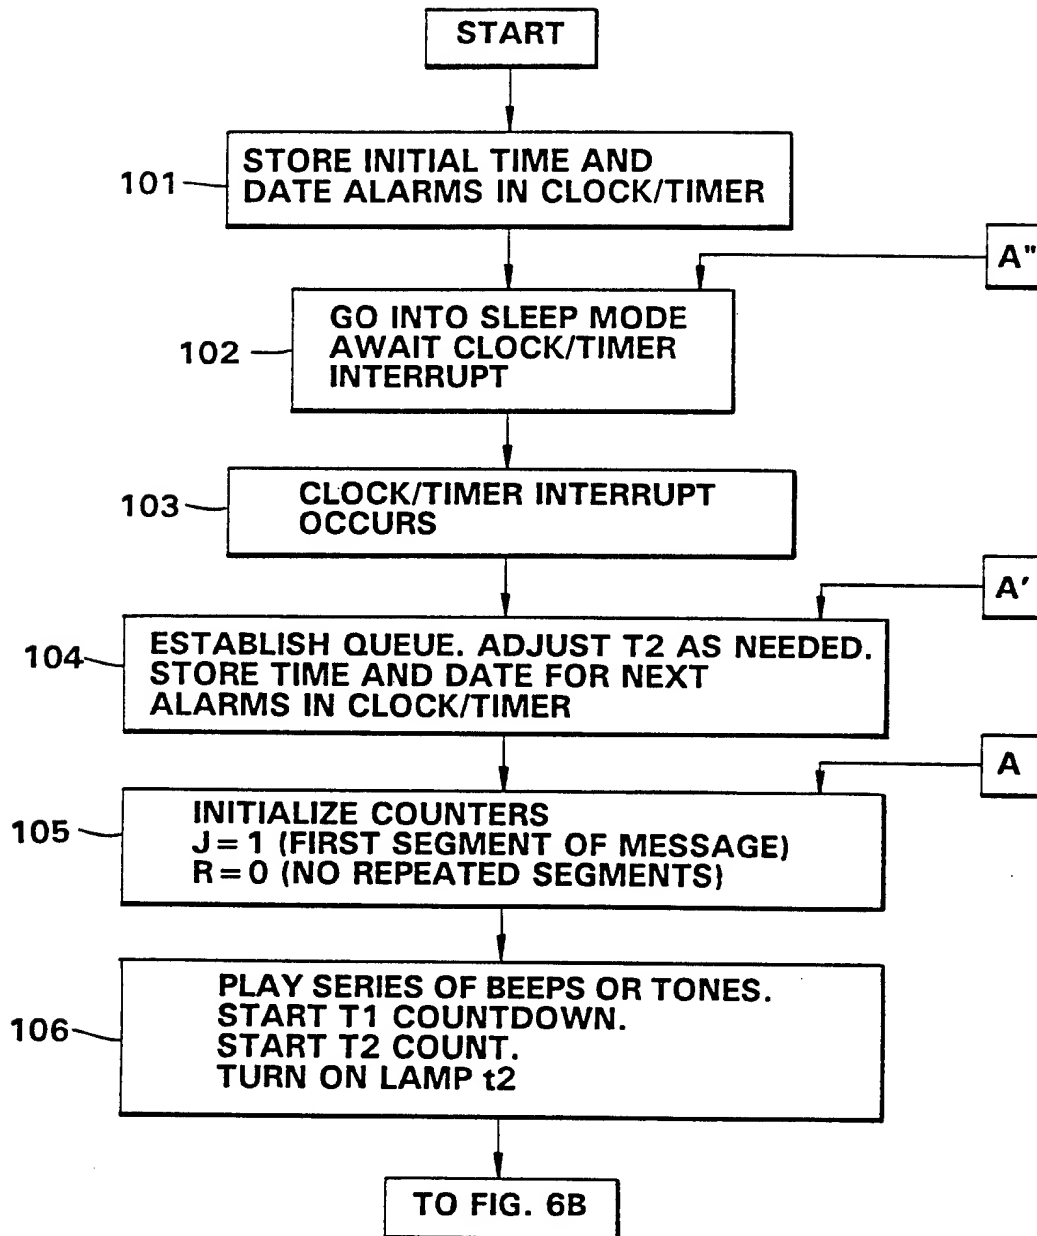 START
101
STORE INITIAL TIME AND
DATE ALARMS IN CLOCK/TIMER
A"
102
GO INTO SLEEP MODE
AWAIT CLOCK/TIMER
INTERRUPT
103
CLOCK/TIMER INTERRUPT
OCCURS
A'
104
ESTABLISH QUEUE. ADJUST T2 AS NEEDED.
STORE TIME AND DATE FOR NEXT
ALARMS IN CLOCK/TIMER
A
105
INITIALIZE COUNTERS
J=1 (FIRST SEGMENT OF MESSAGE)
R=0 (NO REPEATED SEGMENTS)
106
PLAY SERIES OF BEEPS OR TONES.
START T1 COUNTDOWN.
START T2 COUNT.
TURN ON LAMP t2
TO FIG. 6B